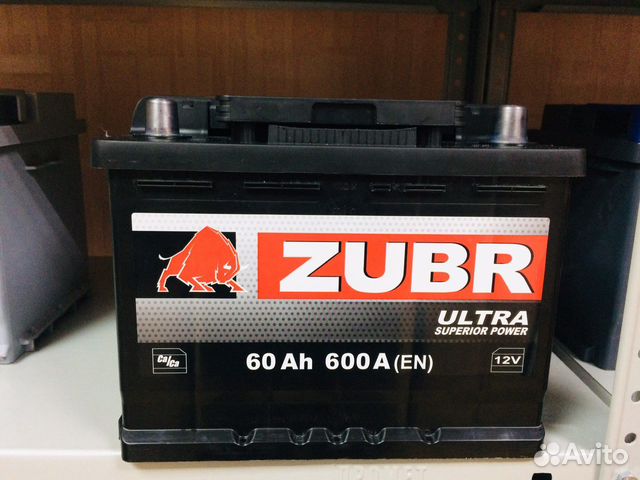 ZUBR
ULTRA
SUPERIOR POWER
Ca/Ca
60 Ah 600 A (EN)
12V
Avito